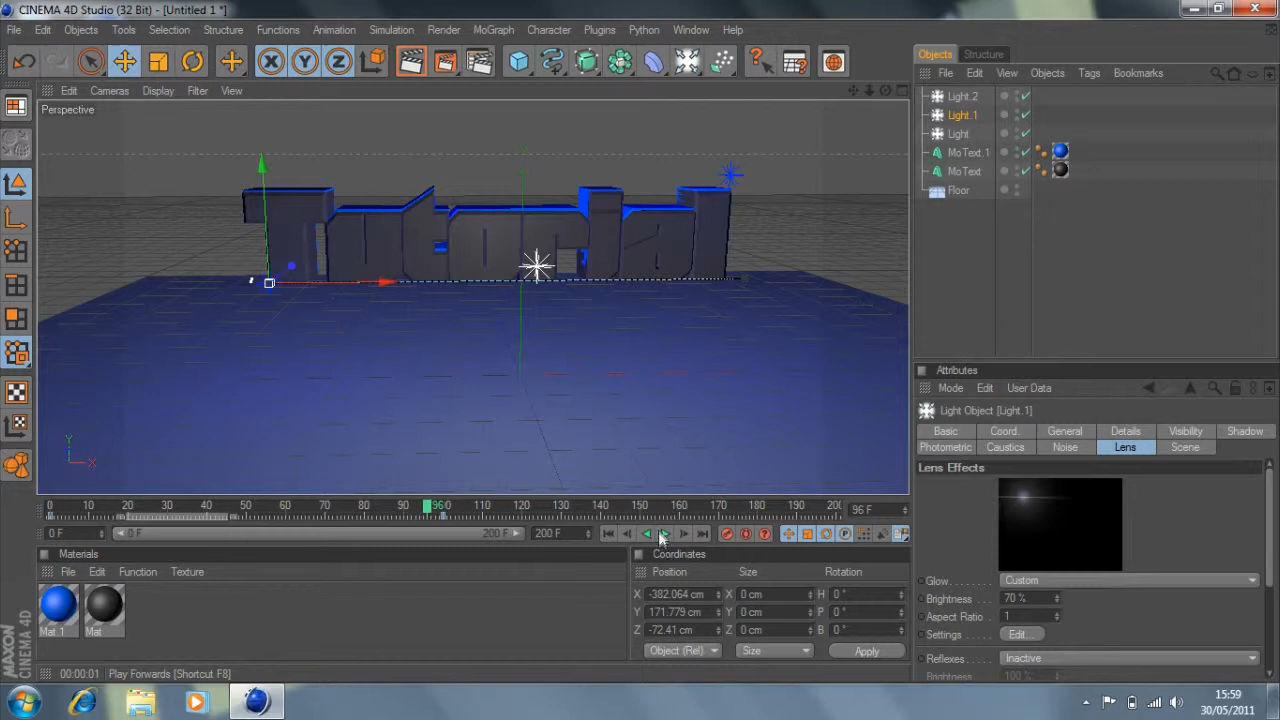 CINEMA 4D Studio (32 Bit) - [Untitled 1 *]
File Edit Objects Tools Selection Structure Functions Animation Simulation Render MoGraph Character Plugins Python Window Help
Objects Structure
File Edit View Objects Tags Bookmarks
Edit Cameras Display Filter View
Perspective
Light.2
Light.1
Light
MoText.1
MoText
Floor
Y
X
Attributes
Mode Edit User Data
Light Object [Light.1]
Basic Coord. General Details Visibility Shadow
Photometric Caustics Noise Lens Scene
Lens Effects
Glow Custom
Brightness 70 %
Aspect Ratio 1
Settings Edit...
Reflexes Inactive
Brightness 100 %
0 10 20 30 40 50 60 70 80 96 0 110 120 130 140 150 160 170 180 190 200
96 F
0 F 0 F 200 F 200 F
Materials
File Edit Function Texture
Mat.1 Mat
Coordinates
Position Size Rotation
X -382.064 cm X 0 cm H 0 °
Y 171.779 cm Y 0 cm P 0 °
Z -72.41 cm Z 0 cm B 0 °
Object (Rel) Size Apply
MAXON
CINEMA 4D
00:00:01 Play Forwards [Shortcut F8]
15:59
30/05/2011